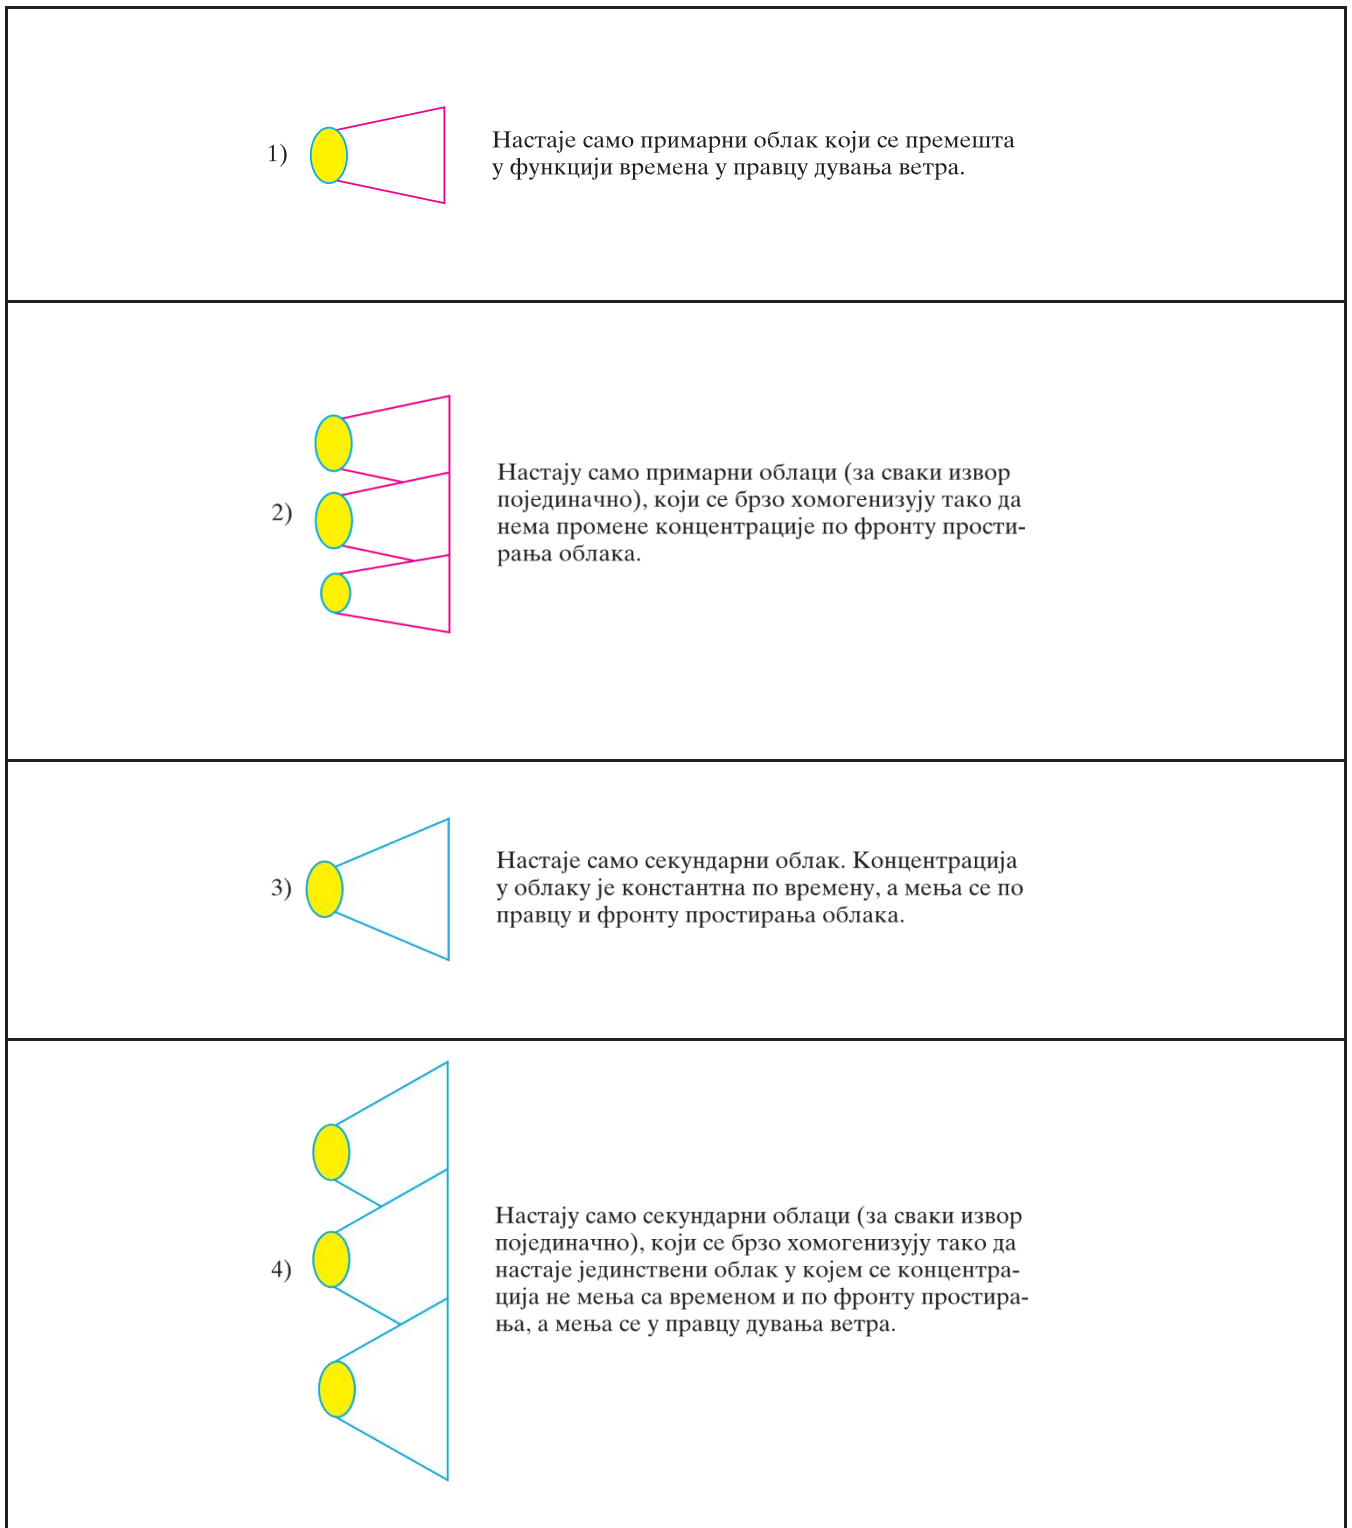 1)
Настаје само примарни облак који се премешта
у функцији времена у правцу дувања ветра.
2)
Настају само примарни облаци (за сваки извор
појединачно), који се брзо хомогенизују тако да
нема промене концентрације по фронту прости-
рања облака.
3)
Настаје само секундарни облак. Концентрација
у облаку је константна по времену, а мења се по
правцу и фронту простирања облака.
4)
Настају само секундарни облаци (за сваки извор
појединачно), који се брзо хомогенизују тако да
настаје јединствени облак у којем се концентра-
ција не мења са временом и по фронту простира-
ња, а мења се у правцу дувања ветра.